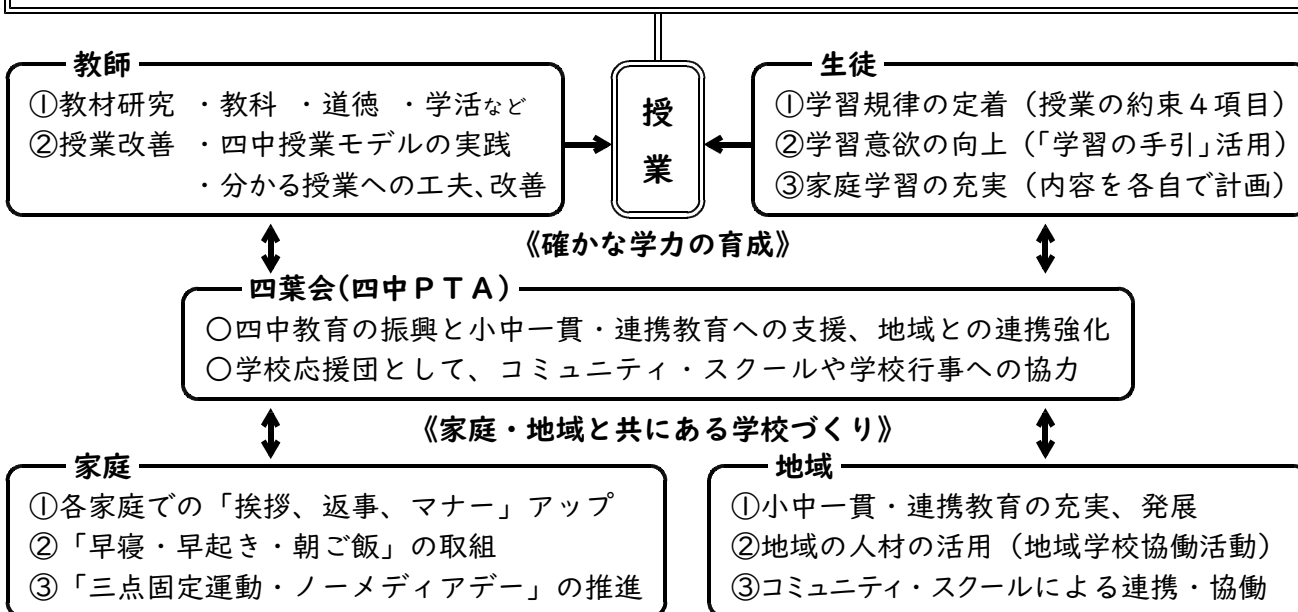 教師
①教材研究 ・教科 ・道徳 ・学活など
②授業改善 ・四中授業モデルの実践
・分かる授業への工夫、改善
授業
生徒
①学習規律の定着（授業の約束４項目）
②学習意欲の向上（「学習の手引」活用）
③家庭学習の充実（内容を各自で計画）
《確かな学力の育成》
四葉会(四中ＰＴＡ)
○四中教育の振興と小中一貫・連携教育への支援、地域との連携強化
○学校応援団として、コミュニティ・スクールや学校行事への協力
《家庭・地域と共にある学校づくり》
家庭
①各家庭での「挨拶、返事、マナー」アップ
②「早寝・早起き・朝ご飯」の取組
③「三点固定運動・ノーメディアデー」の推進
地域
①小中一貫・連携教育の充実、発展
②地域の人材の活用（地域学校協働活動）
③コミュニティ・スクールによる連携・協働